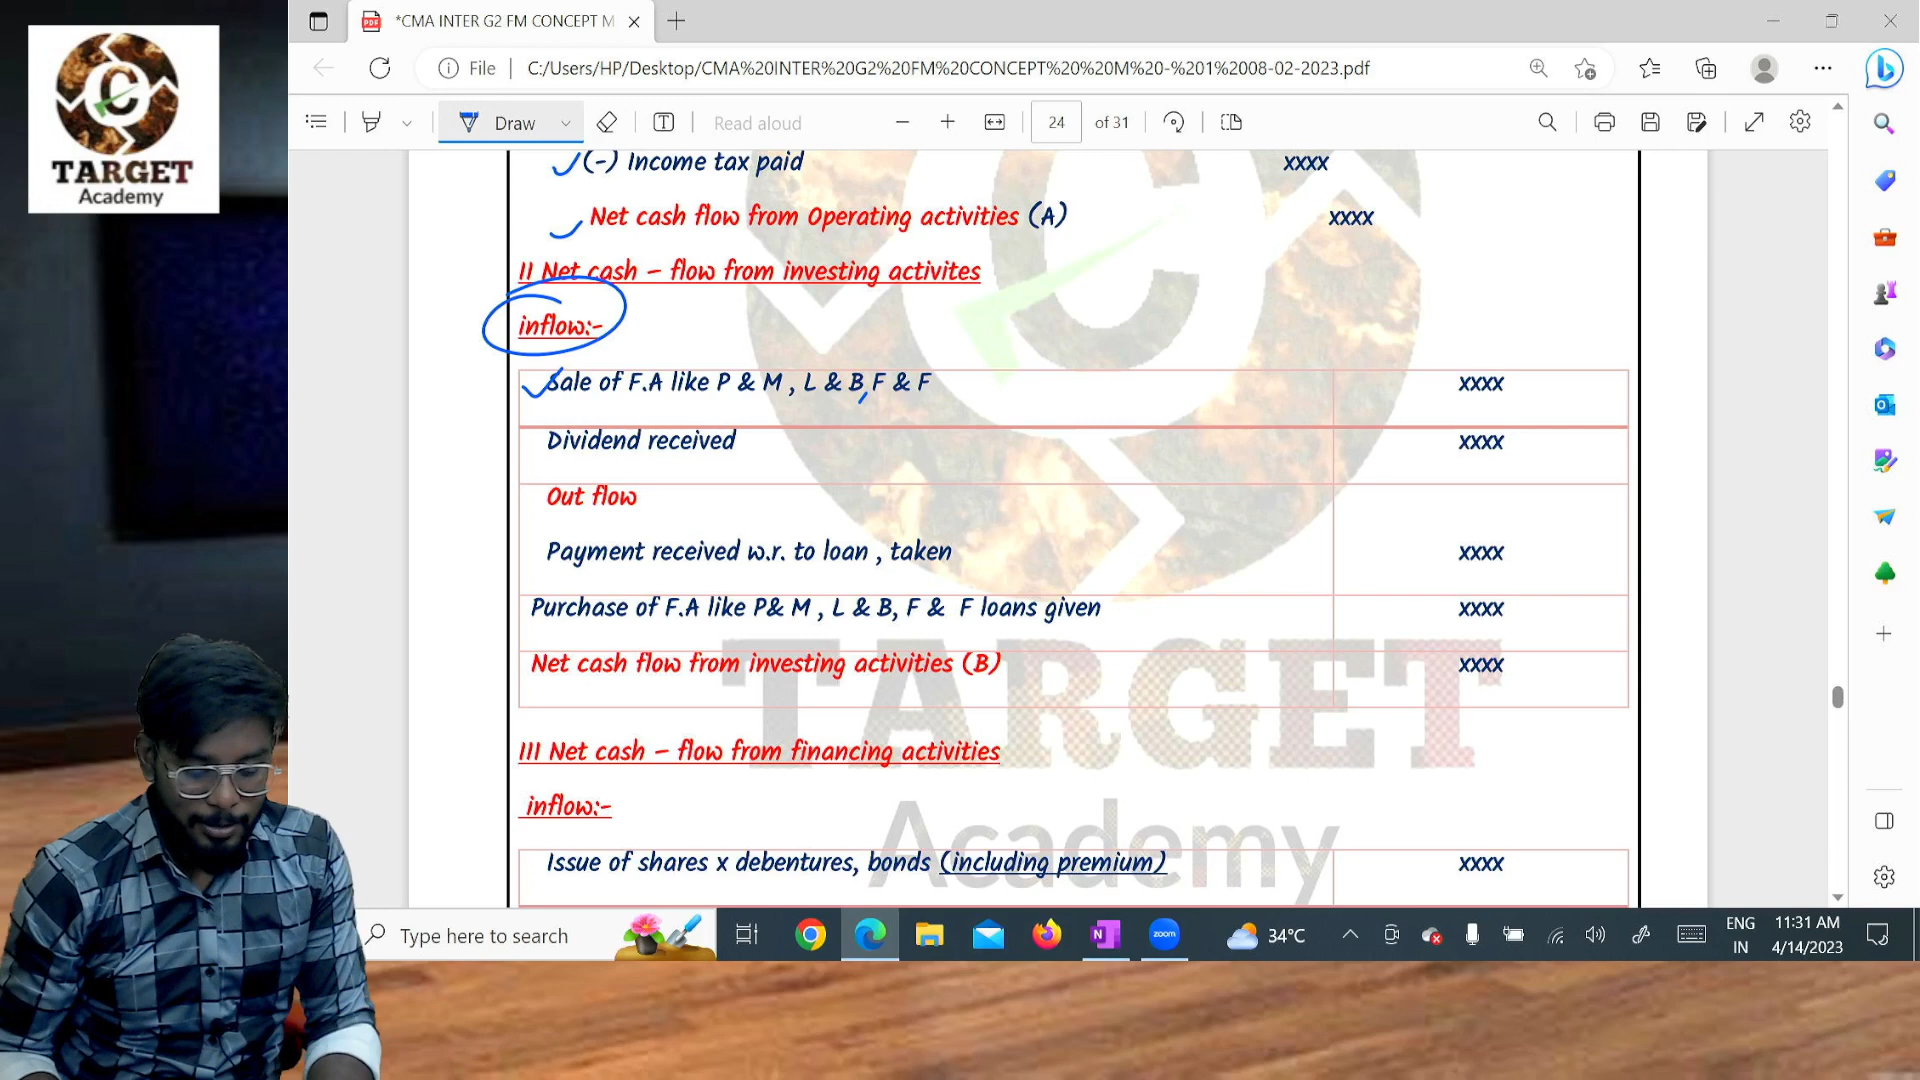 *CMA INTER G2 FM CONCEPT M
File
C:/Users/HP/Desktop/CMA%20INTER%20G2%20FM%20CONCEPT%20%20M%20-%201%2008-02-2023.pdf
Draw
Read aloud
24 of 31
TARGET
Academy
(-) Income tax paid xxxx
Net cash flow from Operating activities (A) xxxx
II Net cash – flow from investing activites
inflow:-
Sale of F.A like P & M , L & B, F & F xxxx
Dividend received xxxx
Out flow
Payment received w.r. to loan , taken xxxx
Purchase of F.A like P& M , L & B, F & F loans given xxxx
Net cash flow from investing activities (B) xxxx
III Net cash – flow from financing activities
inflow:-
Issue of shares x debentures, bonds (including premium) xxxx
TARGET
Academy
Type here to search
zoom
34°C
ENG
IN
11:31 AM
4/14/2023